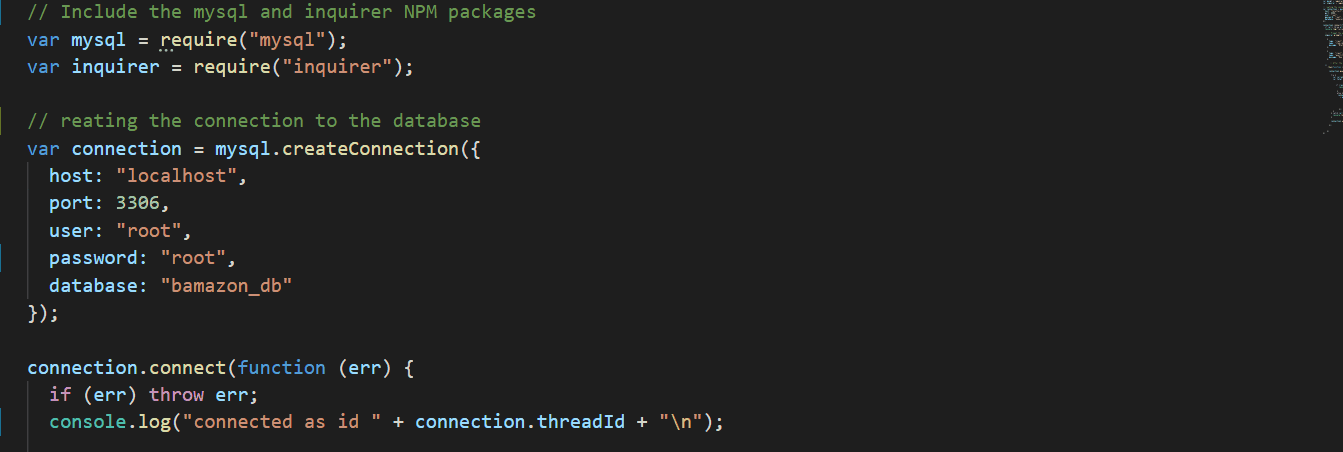 // Include the mysql and inquirer NPM packages
var mysql = require("mysql");
var inquirer = require("inquirer");
// reating the connection to the database
var connection = mysql.createConnection({
host: "localhost",
port: 3306,
user: "root",
password: "root",
database: "bamazon_db"
});
connection.connect(function (err) {
if (err) throw err;
console.log("connected as id " + connection.threadId + "\n");